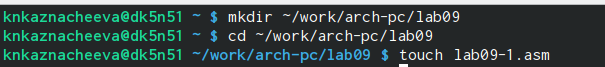 knkaznacheeva@dk5n51 ~ $ mkdir ~/work/arch-pc/lab09
knkaznacheeva@dk5n51 ~ $ cd ~/work/arch-pc/lab09
knkaznacheeva@dk5n51 ~/work/arch-pc/lab09 $ touch lab09-1.asm